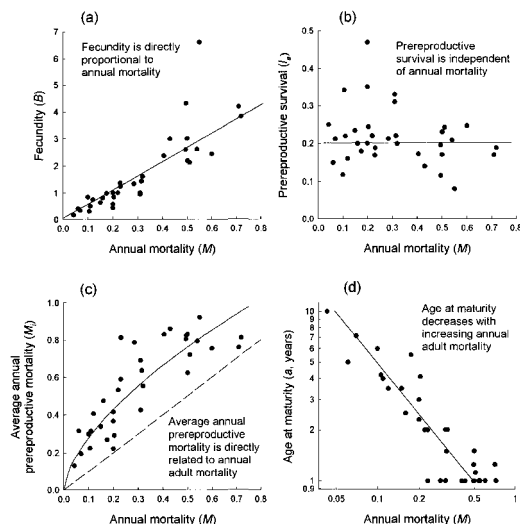 (a)
Fecundity is directly
proportional to
annual mortality
Fecundity (B)
7
6
5
4
3
2
1
0
0.0 0.1 0.2 0.3 0.4 0.5 0.6 0.7 0.8
Annual mortality (M)
(b)
Prereproductive
survival is independent
of annual mortality
Prereproductive survival (lₐ)
0.5
0.4
0.3
0.2
0.1
0.0
0.0 0.1 0.2 0.3 0.4 0.5 0.6 0.7 0.8
Annual mortality (M)
(c)
Average annual
prereproductive mortality (Mᵢ)
1.0
0.8
0.6
0.4
0.2
0.0
Average annual
prereproductive
mortality is directly
related to annual
adult mortality
0.0 0.1 0.2 0.3 0.4 0.5 0.6 0.7 0.8
Annual mortality (M)
(d)
Age at maturity
decreases with
increasing annual
adult mortality
Age at maturity (a, years)
10
9
8
7
6
5
4
3
2
1
0.9
0.05 0.1 0.2 0.4 1
Annual mortality (M)